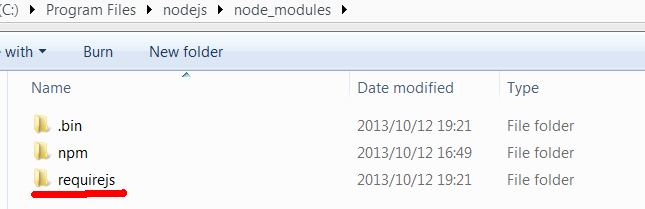 (C:) ▸ Program Files ▸ nodejs ▸ node_modules ▸
with ▾ Burn New folder
Name Date modified Type
.bin 2013/10/12 19:21 File folder
npm 2013/10/12 16:49 File folder
requirejs 2013/10/12 19:21 File folder